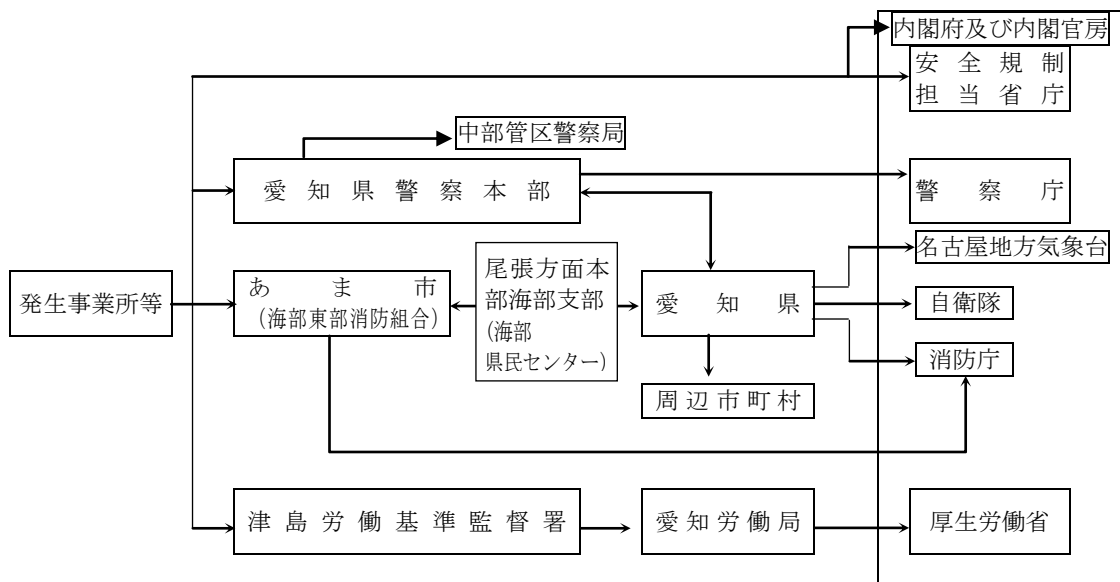 内閣府及び内閣官房
安全規制
担当省庁
中部管区警察局
愛知県警察本部
警察庁
名古屋地方気象台
発生事業所等
あま市
（海部東部消防組合）
尾張方面本
部海部支部
(海部
県民センター)
愛知県
自衛隊
消防庁
周辺市町村
津島労働基準監督署
愛知労働局
厚生労働省